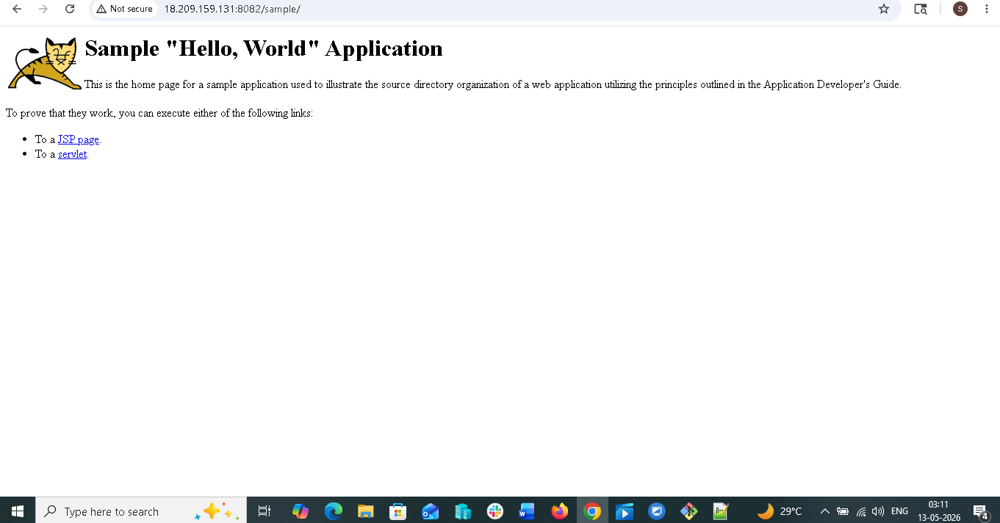 Not secure 18.209.159.131:8082/sample/
S
Sample "Hello, World" Application
This is the home page for a sample application used to illustrate the source directory organization of a web application utilizing the principles outlined in the Application Developer's Guide.
To prove that they work, you can execute either of the following links:
To a JSP page.
To a servlet.
Type here to search
29°C
ENG
03:11
13-05-2026
4